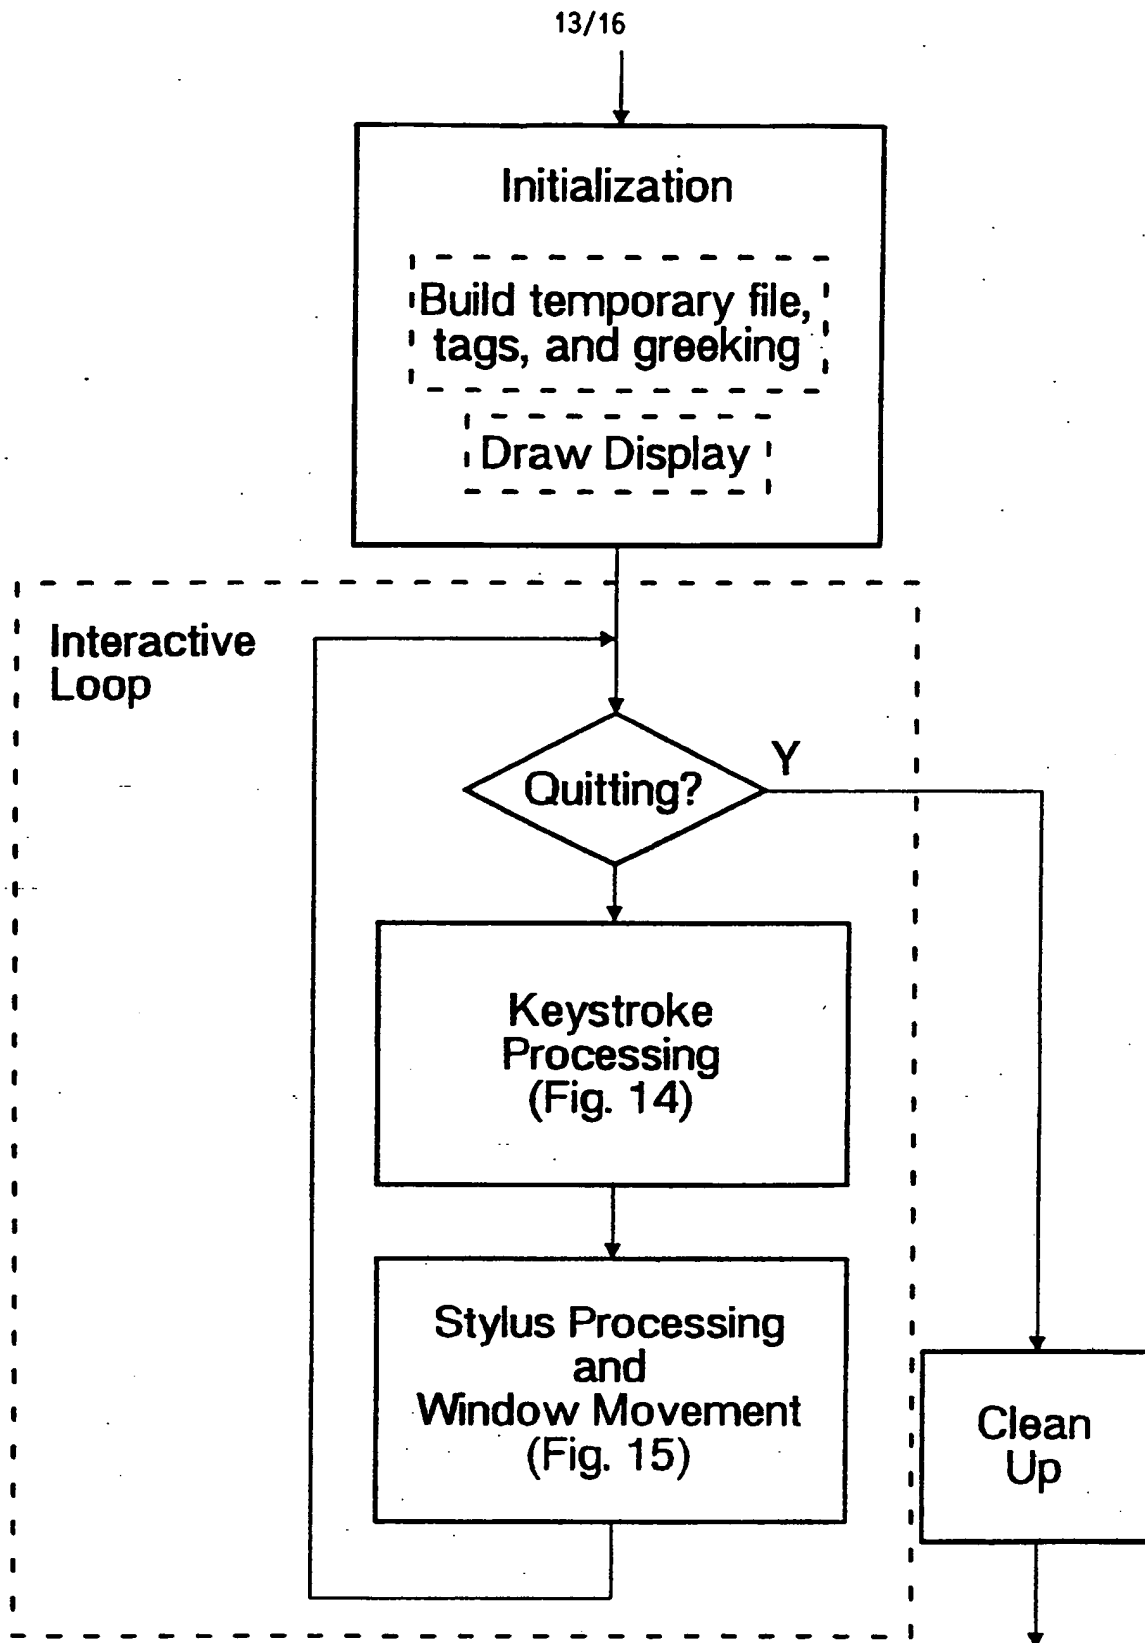 13/16
Initialization
Build temporary file,
tags, and greeking
Draw Display
Interactive
Loop
Quitting?
Y
Keystroke
Processing
(Fig. 14)
Stylus Processing
and
Window Movement
(Fig. 15)
Clean
Up